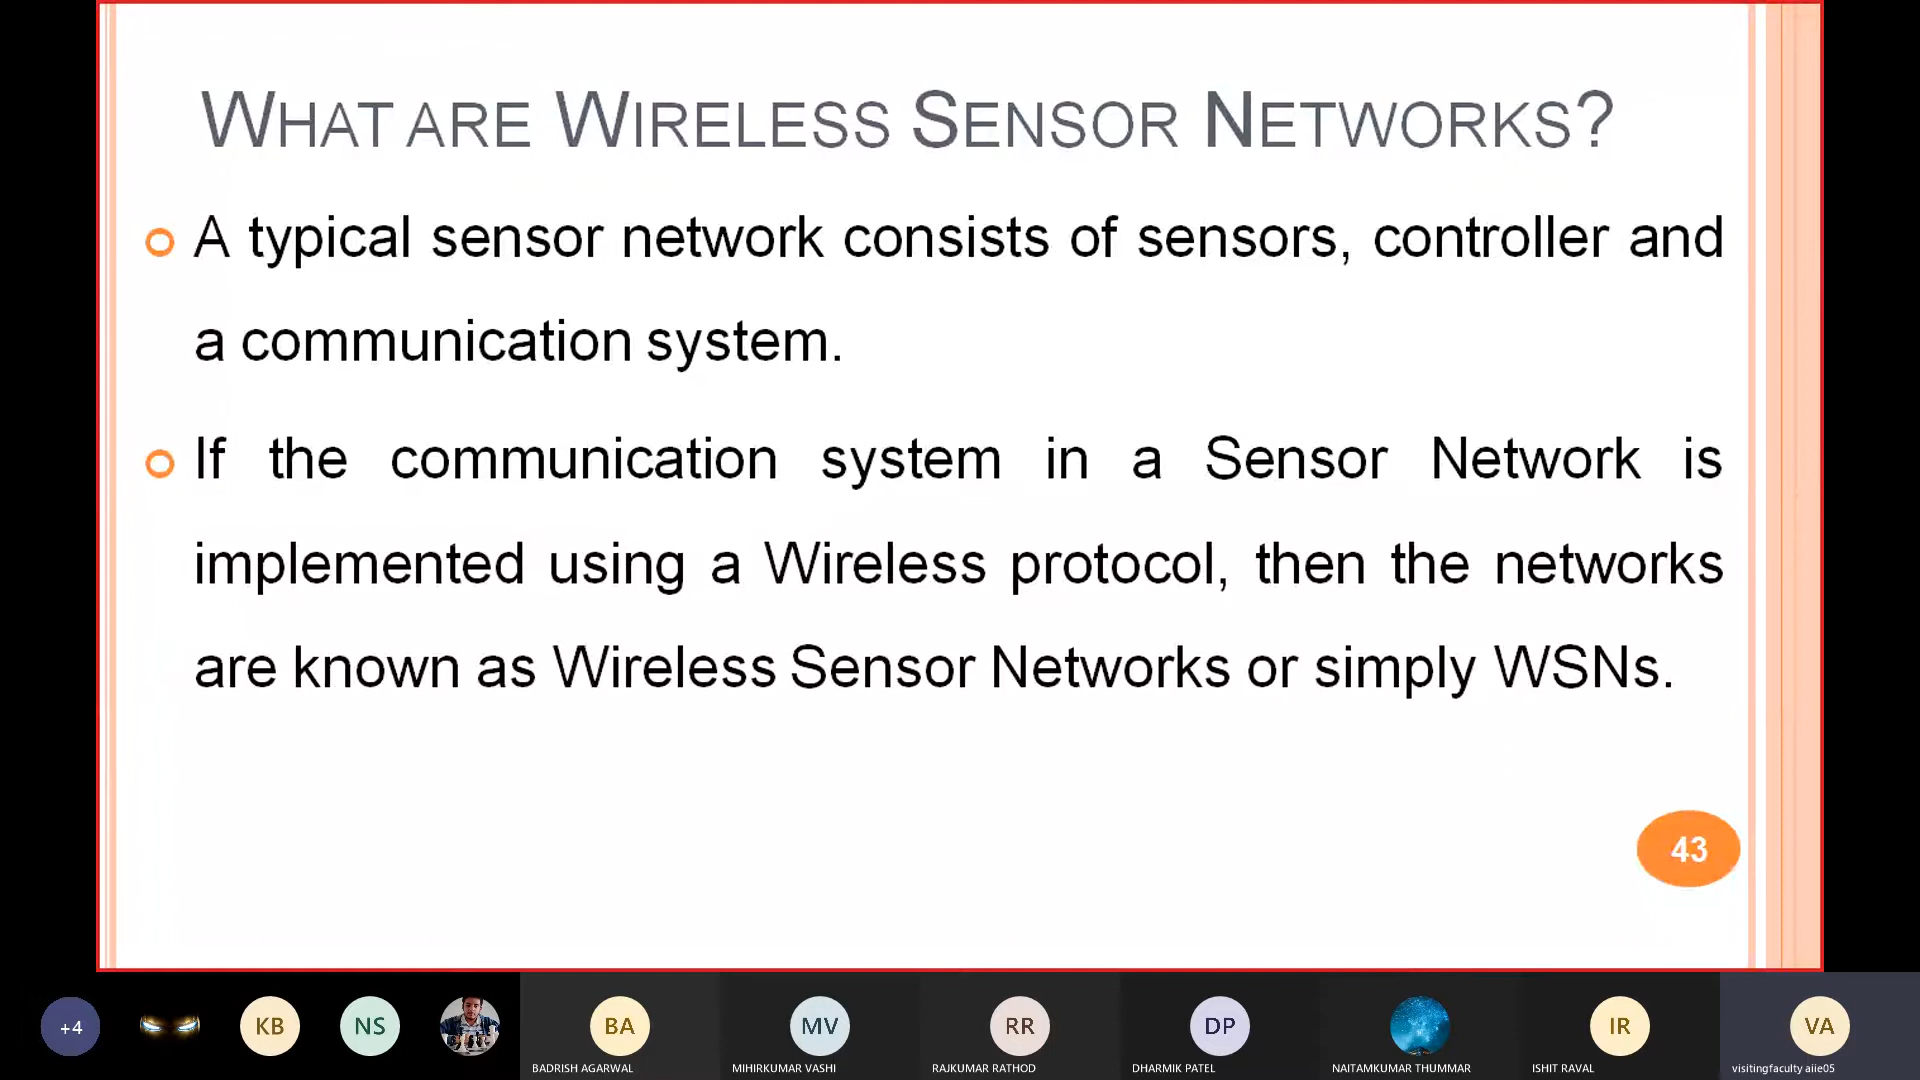 WHAT ARE WIRELESS SENSOR NETWORKS?
A typical sensor network consists of sensors, controller and
a communication system.
If the communication system in a Sensor Network is
implemented using a Wireless protocol, then the networks
are known as Wireless Sensor Networks or simply WSNs.
43
+4
KB
NS
BA
MV
RR
DP
IR
VA
BADRISH AGARWAL
MIHIRKUMAR VASHI
RAJKUMAR RATHOD
DHARMIK PATEL
NAITAMKUMAR THUMMAR
ISHIT RAVAL
visitingfaculty aiie05